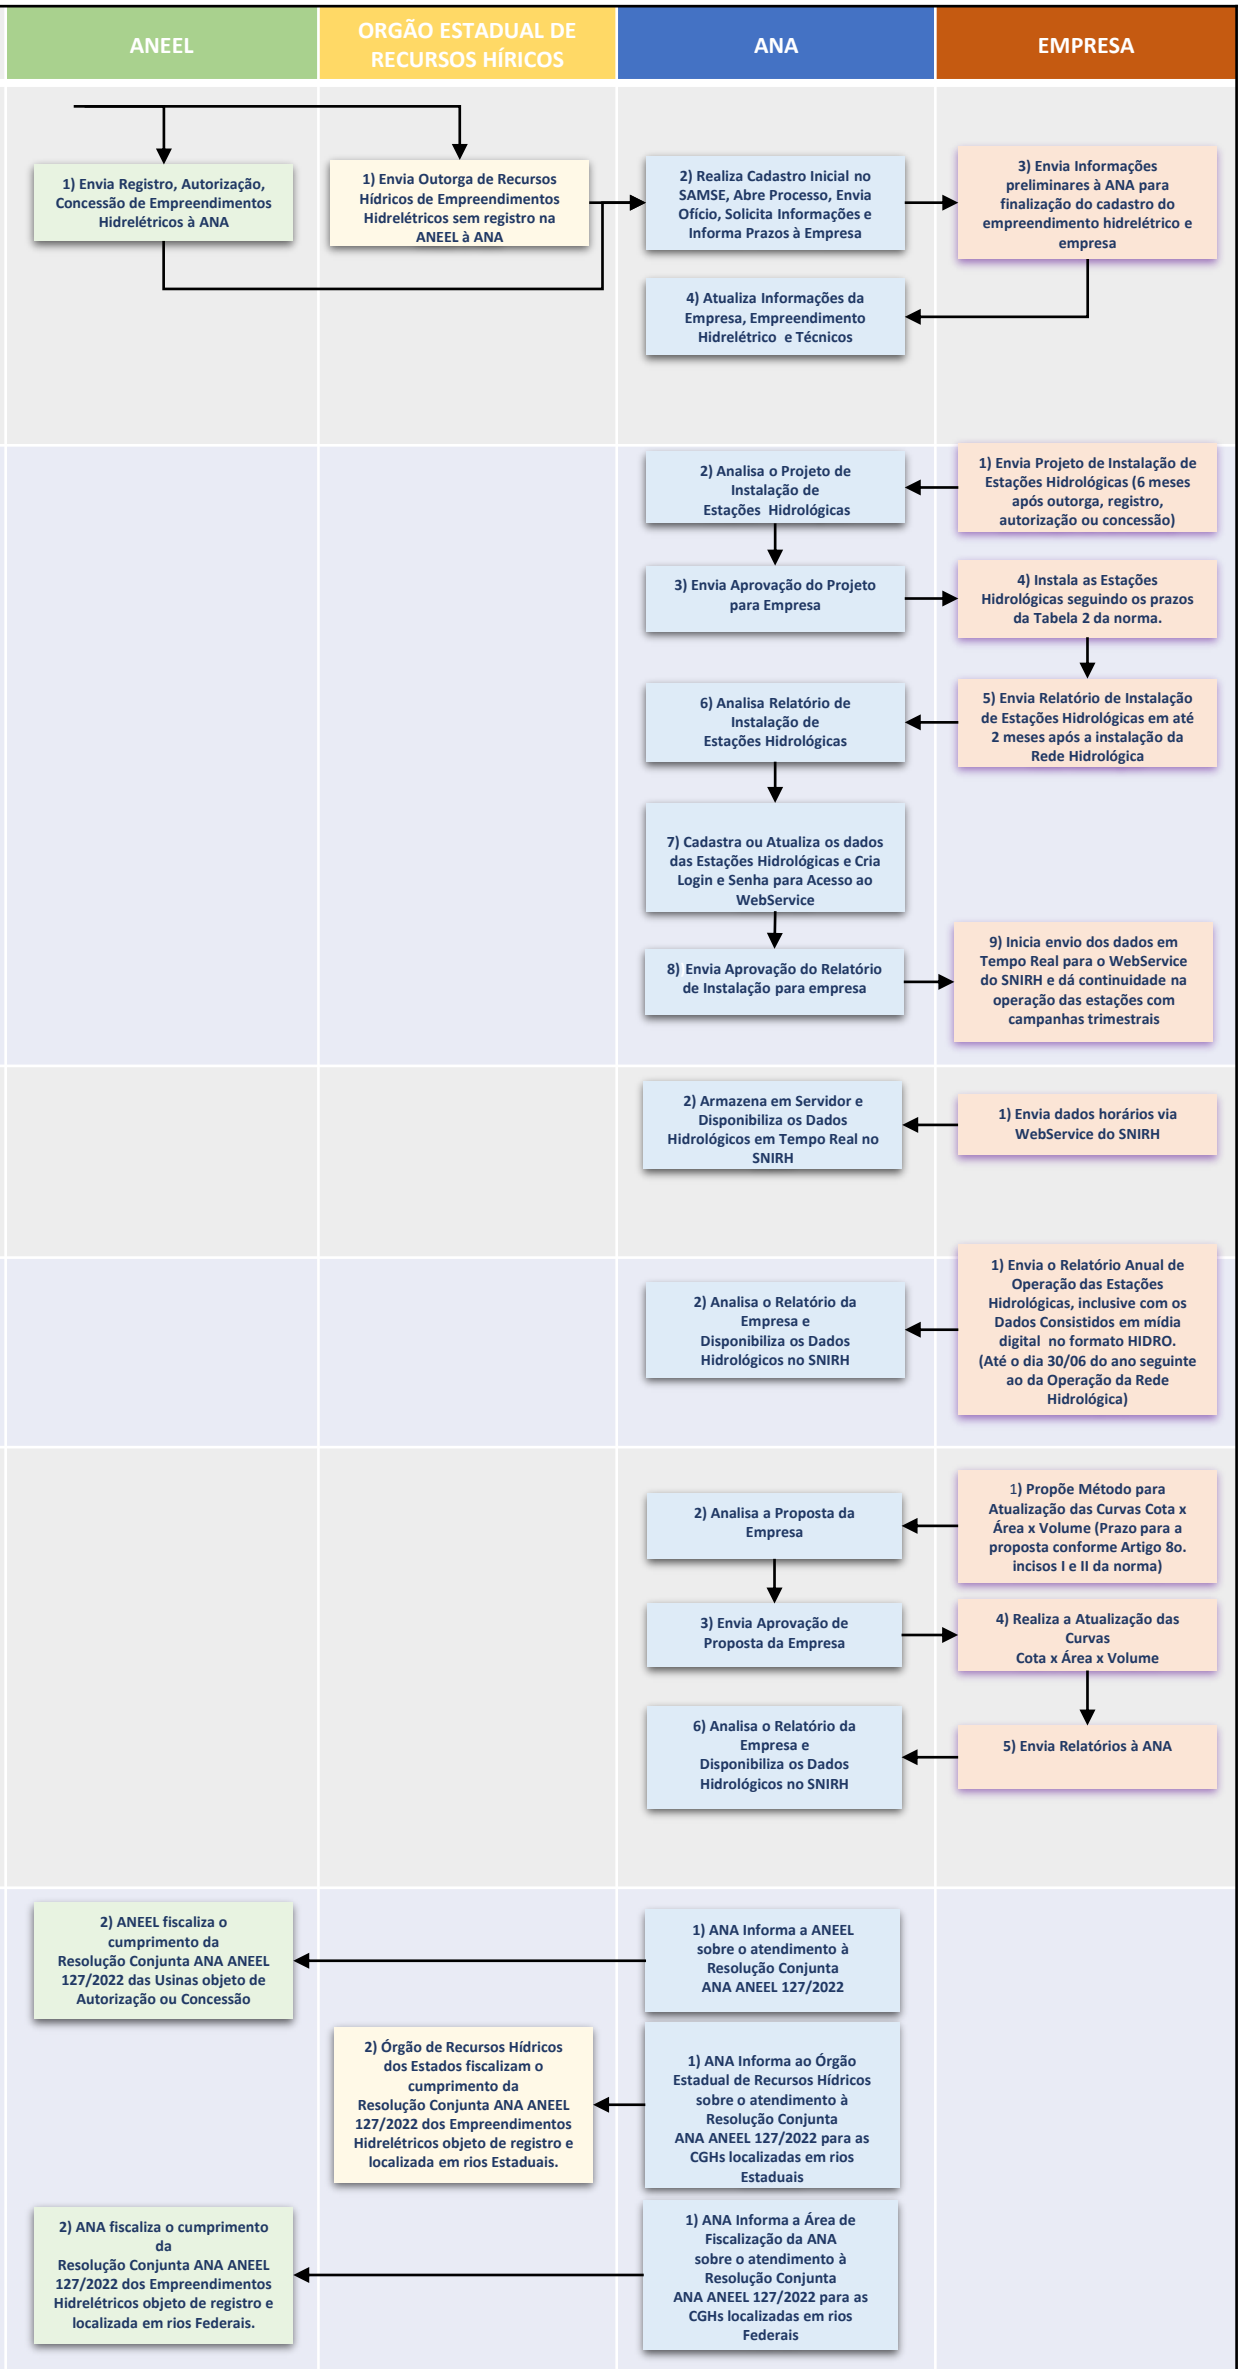 ANEEL
ORGÃO ESTADUAL DE
RECURSOS HÍRICOS
ANA
EMPRESA
1) Envia Registro, Autorização,
Concessão de Empreendimentos
Hidrelétricos à ANA
1) Envia Outorga de Recursos
Hídricos de Empreendimentos
Hidrelétricos sem registro na
ANEEL à ANA
2) Realiza Cadastro Inicial no
SAMSE, Abre Processo, Envia
Ofício, Solicita Informações e
Informa Prazos à Empresa
3) Envia Informações
preliminares à ANA para
finalização do cadastro do
empreendimento hidrelétrico e
empresa
4) Atualiza Informações da
Empresa, Empreendimento
Hidrelétrico e Técnicos
1) Envia Projeto de Instalação de
Estações Hidrológicas (6 meses
após outorga, registro,
autorização ou concessão)
2) Analisa o Projeto de
Instalação de
Estações Hidrológicas
3) Envia Aprovação do Projeto
para Empresa
4) Instala as Estações
Hidrológicas seguindo os prazos
da Tabela 2 da norma.
5) Envia Relatório de Instalação
de Estações Hidrológicas em até
2 meses após a instalação da
Rede Hidrológica
6) Analisa Relatório de
Instalação de
Estações Hidrológicas
7) Cadastra ou Atualiza os dados
das Estações Hidrológicas e Cria
Login e Senha para Acesso ao
WebService
8) Envia Aprovação do Relatório
de Instalação para empresa
9) Inicia envio dos dados em
Tempo Real para o WebService
do SNIRH e dá continuidade na
operação das estações com
campanhas trimestrais
1) Envia dados horários via
WebService do SNIRH
2) Armazena em Servidor e
Disponibiliza os Dados
Hidrológicos em Tempo Real no
SNIRH
1) Envia o Relatório Anual de
Operação das Estações
Hidrológicas, inclusive com os
Dados Consistidos em mídia
digital no formato HIDRO.
(Até o dia 30/06 do ano seguinte
ao da Operação da Rede
Hidrológica)
2) Analisa o Relatório da
Empresa e
Disponibiliza os Dados
Hidrológicos no SNIRH
1) Propõe Método para
Atualização das Curvas Cota x
Área x Volume (Prazo para a
proposta conforme Artigo 8o.
incisos I e II da norma)
2) Analisa a Proposta da
Empresa
3) Envia Aprovação de
Proposta da Empresa
4) Realiza a Atualização das
Curvas
Cota x Área x Volume
5) Envia Relatórios à ANA
6) Analisa o Relatório da
Empresa e
Disponibiliza os Dados
Hidrológicos no SNIRH
1) ANA Informa a ANEEL
sobre o atendimento à
Resolução Conjunta
ANA ANEEL 127/2022
2) ANEEL fiscaliza o
cumprimento da
Resolução Conjunta ANA ANEEL
127/2022 das Usinas objeto de
Autorização ou Concessão
1) ANA Informa ao Órgão
Estadual de Recursos Hídricos
sobre o atendimento à
Resolução Conjunta
ANA ANEEL 127/2022 para as
CGHs localizadas em rios
Estaduais
2) Órgão de Recursos Hídricos
dos Estados fiscalizam o
cumprimento da
Resolução Conjunta ANA ANEEL
127/2022 dos Empreendimentos
Hidrelétricos objeto de registro e
localizada em rios Estaduais.
1) ANA Informa a Área de
Fiscalização da ANA
sobre o atendimento à
Resolução Conjunta
ANA ANEEL 127/2022 para as
CGHs localizadas em rios
Federais
2) ANA fiscaliza o cumprimento
da
Resolução Conjunta ANA ANEEL
127/2022 dos Empreendimentos
Hidrelétricos objeto de registro e
localizada em rios Federais.